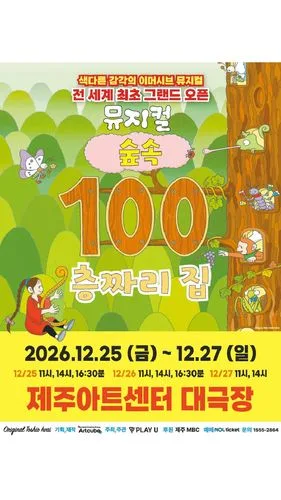 색다른 감각의 이머시브 뮤지컬
전 세계 최초 그랜드 오픈
뮤지컬
숲속
100
층짜리 집
2026.12.25 (금) ~ 12.27 (일)
12/25 11시, 14시, 16:30분 12/26 11시, 14시, 16:30분 12/27 11시, 14시
제주아트센터 대극장
Original Toshio Iwai 기획,제작 Artcube 주최,주관 PLAY U 후원 제주 MBC 예매 NOL ticket 문의 1555-2864